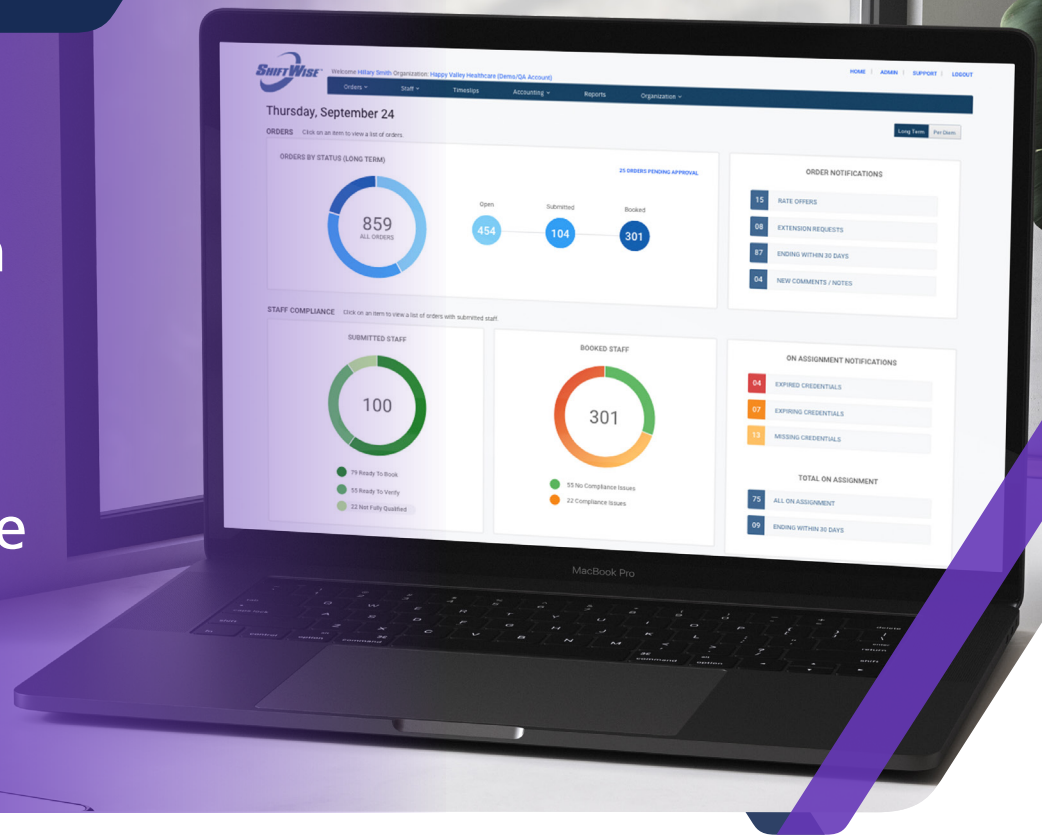 n
e
SHIFTWISE
Welcome Hillary Smith Organization: Happy Valley Healthcare (Demo/QA Account)
HOME | ADMIN | SUPPORT | LOGOUT
Orders Staff Timeslips Accounting Reports Organization
Thursday, September 24
Long Term Per Diem
ORDERS Click on an item to view a list of orders.
ORDERS BY STATUS (LONG TERM)
25 ORDERS PENDING APPROVAL
859
ALL ORDERS
Open Submitted Booked
454 104 301
ORDER NOTIFICATIONS
15 RATE OFFERS
08 EXTENSION REQUESTS
87 ENDING WITHIN 30 DAYS
04 NEW COMMENTS / NOTES
STAFF COMPLIANCE Click on an item to view a list of orders with submitted staff.
SUBMITTED STAFF
100
79 Ready To Book
55 Ready To Verify
22 Not Fully Qualified
BOOKED STAFF
301
55 No Compliance Issues
22 Compliance Issues
ON ASSIGNMENT NOTIFICATIONS
04 EXPIRED CREDENTIALS
07 EXPIRING CREDENTIALS
13 MISSING CREDENTIALS
TOTAL ON ASSIGNMENT
75 ALL ON ASSIGNMENT
09 ENDING WITHIN 30 DAYS
MacBook Pro